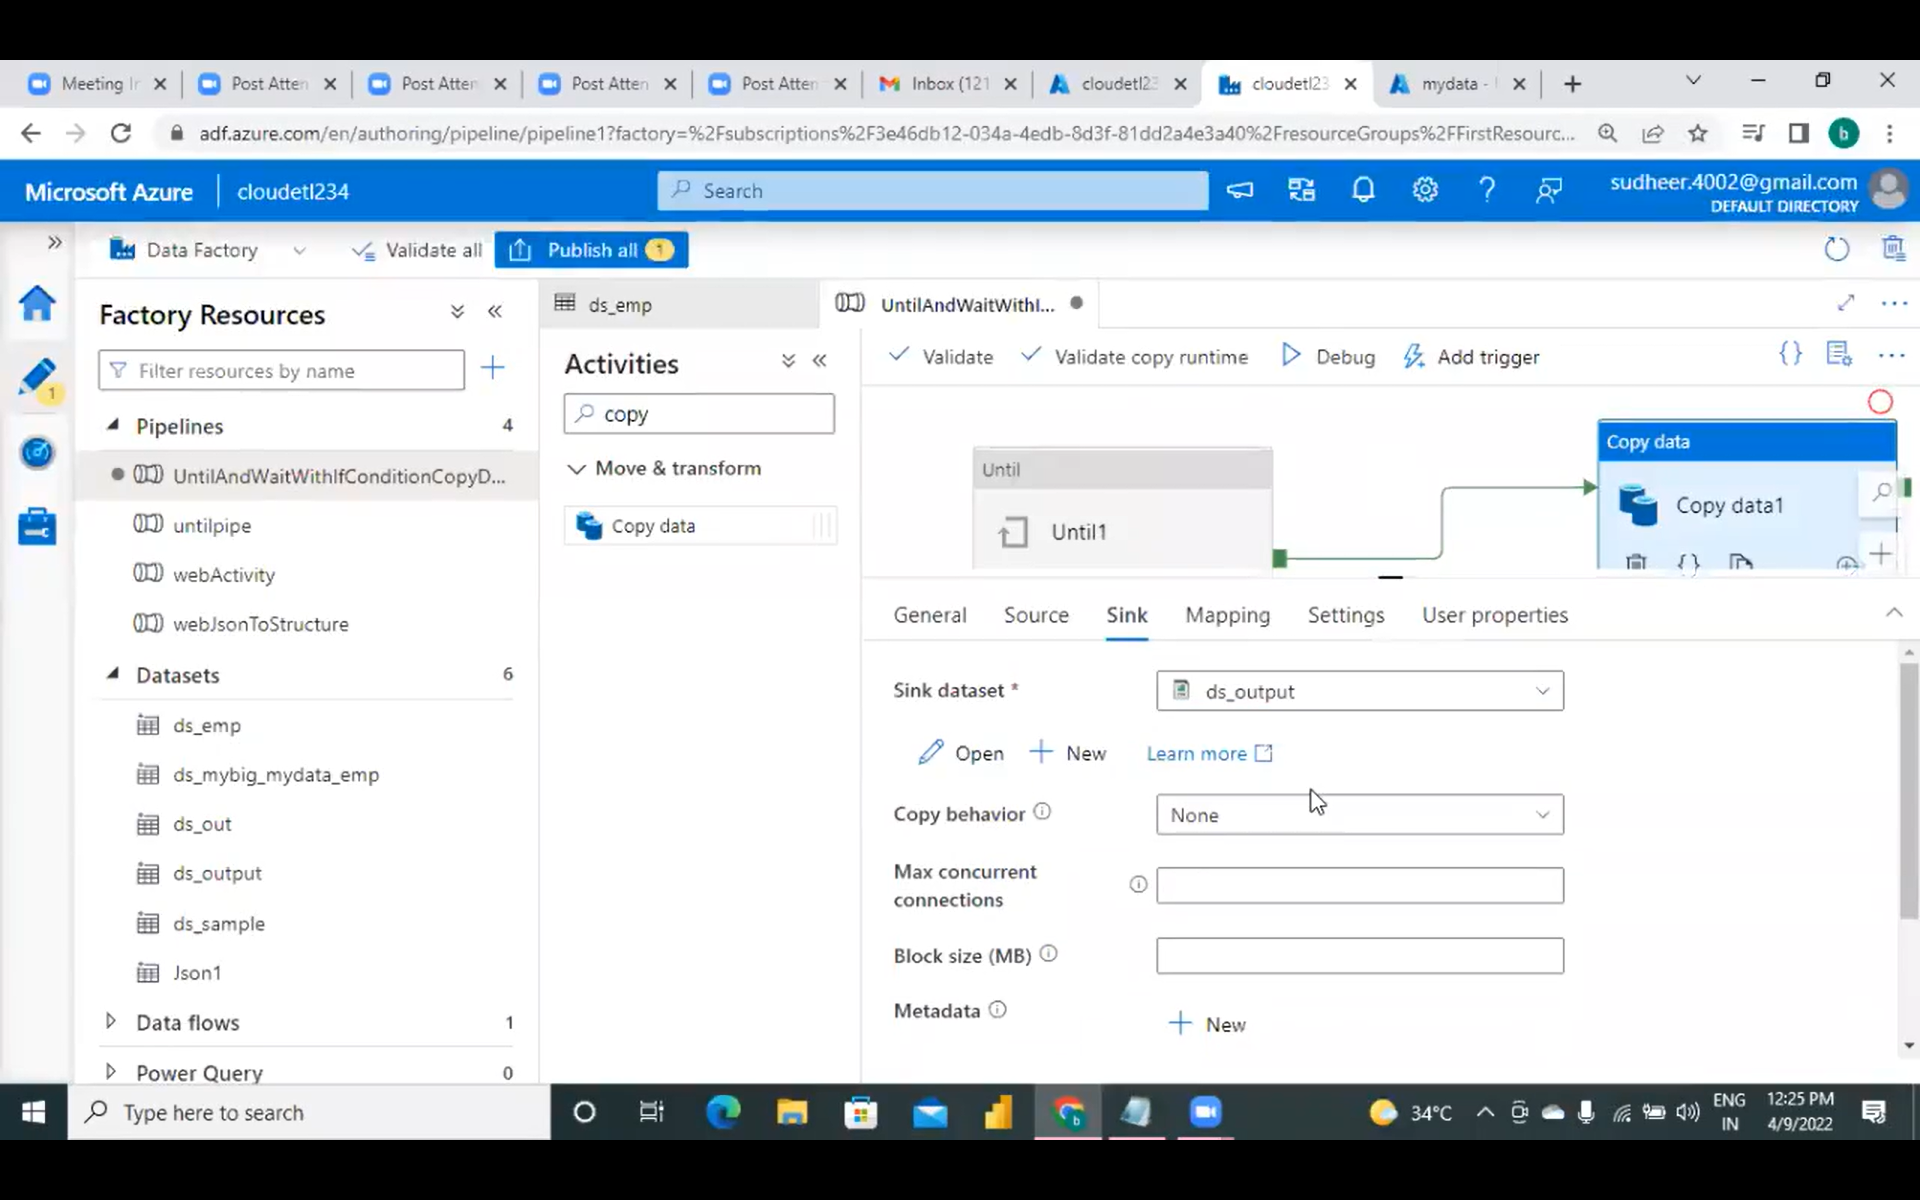 Meeting Ir
Post Atten
Post Atten
Post Atten
Post Atten
Inbox (121
cloudetl23
cloudetl23
mydata -
adf.azure.com/en/authoring/pipeline/pipeline1?factory=%2Fsubscriptions%2F3e46db12-034a-4edb-8d3f-81dd2a4e3a40%2FresourceGroups%2FFirstResourc...
b
Microsoft Azure
cloudetl234
Search
sudheer.4002@gmail.com
DEFAULT DIRECTORY
Data Factory
Validate all
Publish all 1
Factory Resources
Filter resources by name
1
Pipelines 4
UntilAndWaitWithIfConditionCopyD...
untilpipe
webActivity
webJsonToStructure
Datasets 6
ds_emp
ds_mybig_mydata_emp
ds_out
ds_output
ds_sample
Json1
Data flows 1
Power Query 0
ds_emp
UntilAndWaitWithI...
Activities
copy
Move & transform
Copy data
Validate
Validate copy runtime
Debug
Add trigger
Until
Until1
Copy data
Copy data1
General
Source
Sink
Mapping
Settings
User properties
Sink dataset *
ds_output
Open
New
Learn more
Copy behavior
None
Max concurrent
connections
Block size (MB)
Metadata
New
Type here to search
34°C
ENG
IN
12:25 PM
4/9/2022